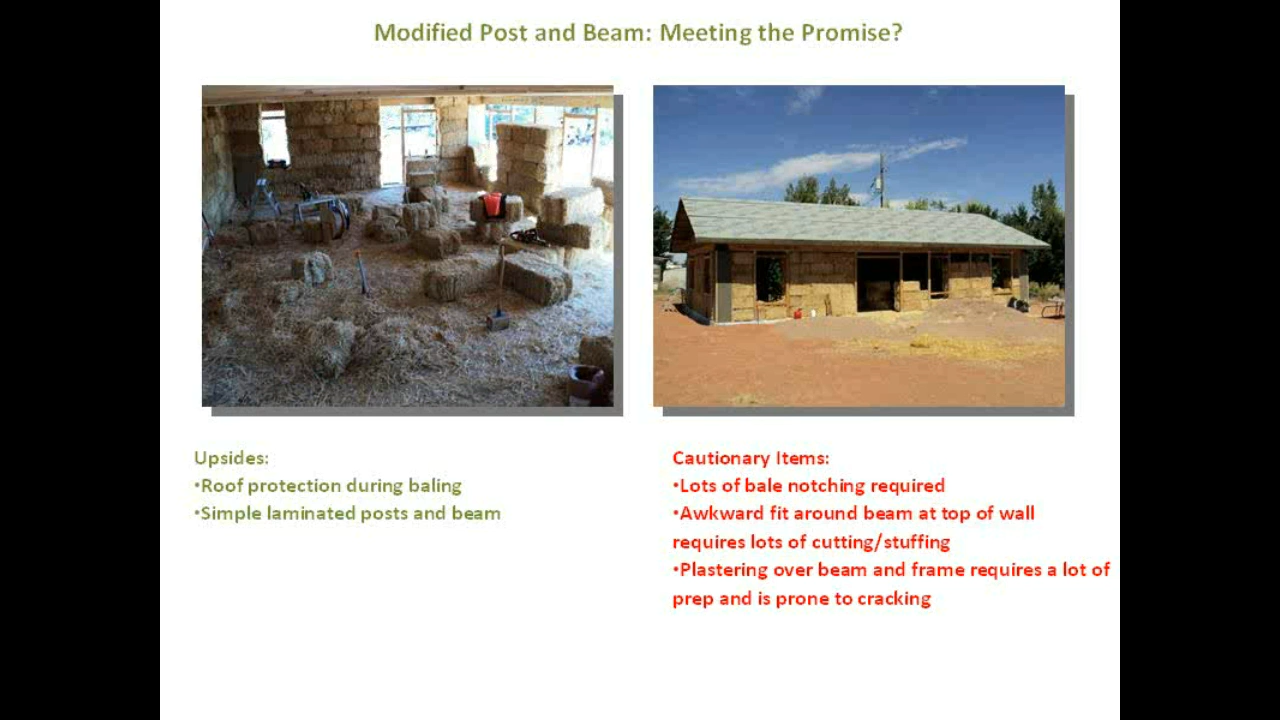 Modified Post and Beam: Meeting the Promise?
Upsides:
•Roof protection during baling
•Simple laminated posts and beam
Cautionary Items:
•Lots of bale notching required
•Awkward fit around beam at top of wall
requires lots of cutting/stuffing
•Plastering over beam and frame requires a lot of
prep and is prone to cracking